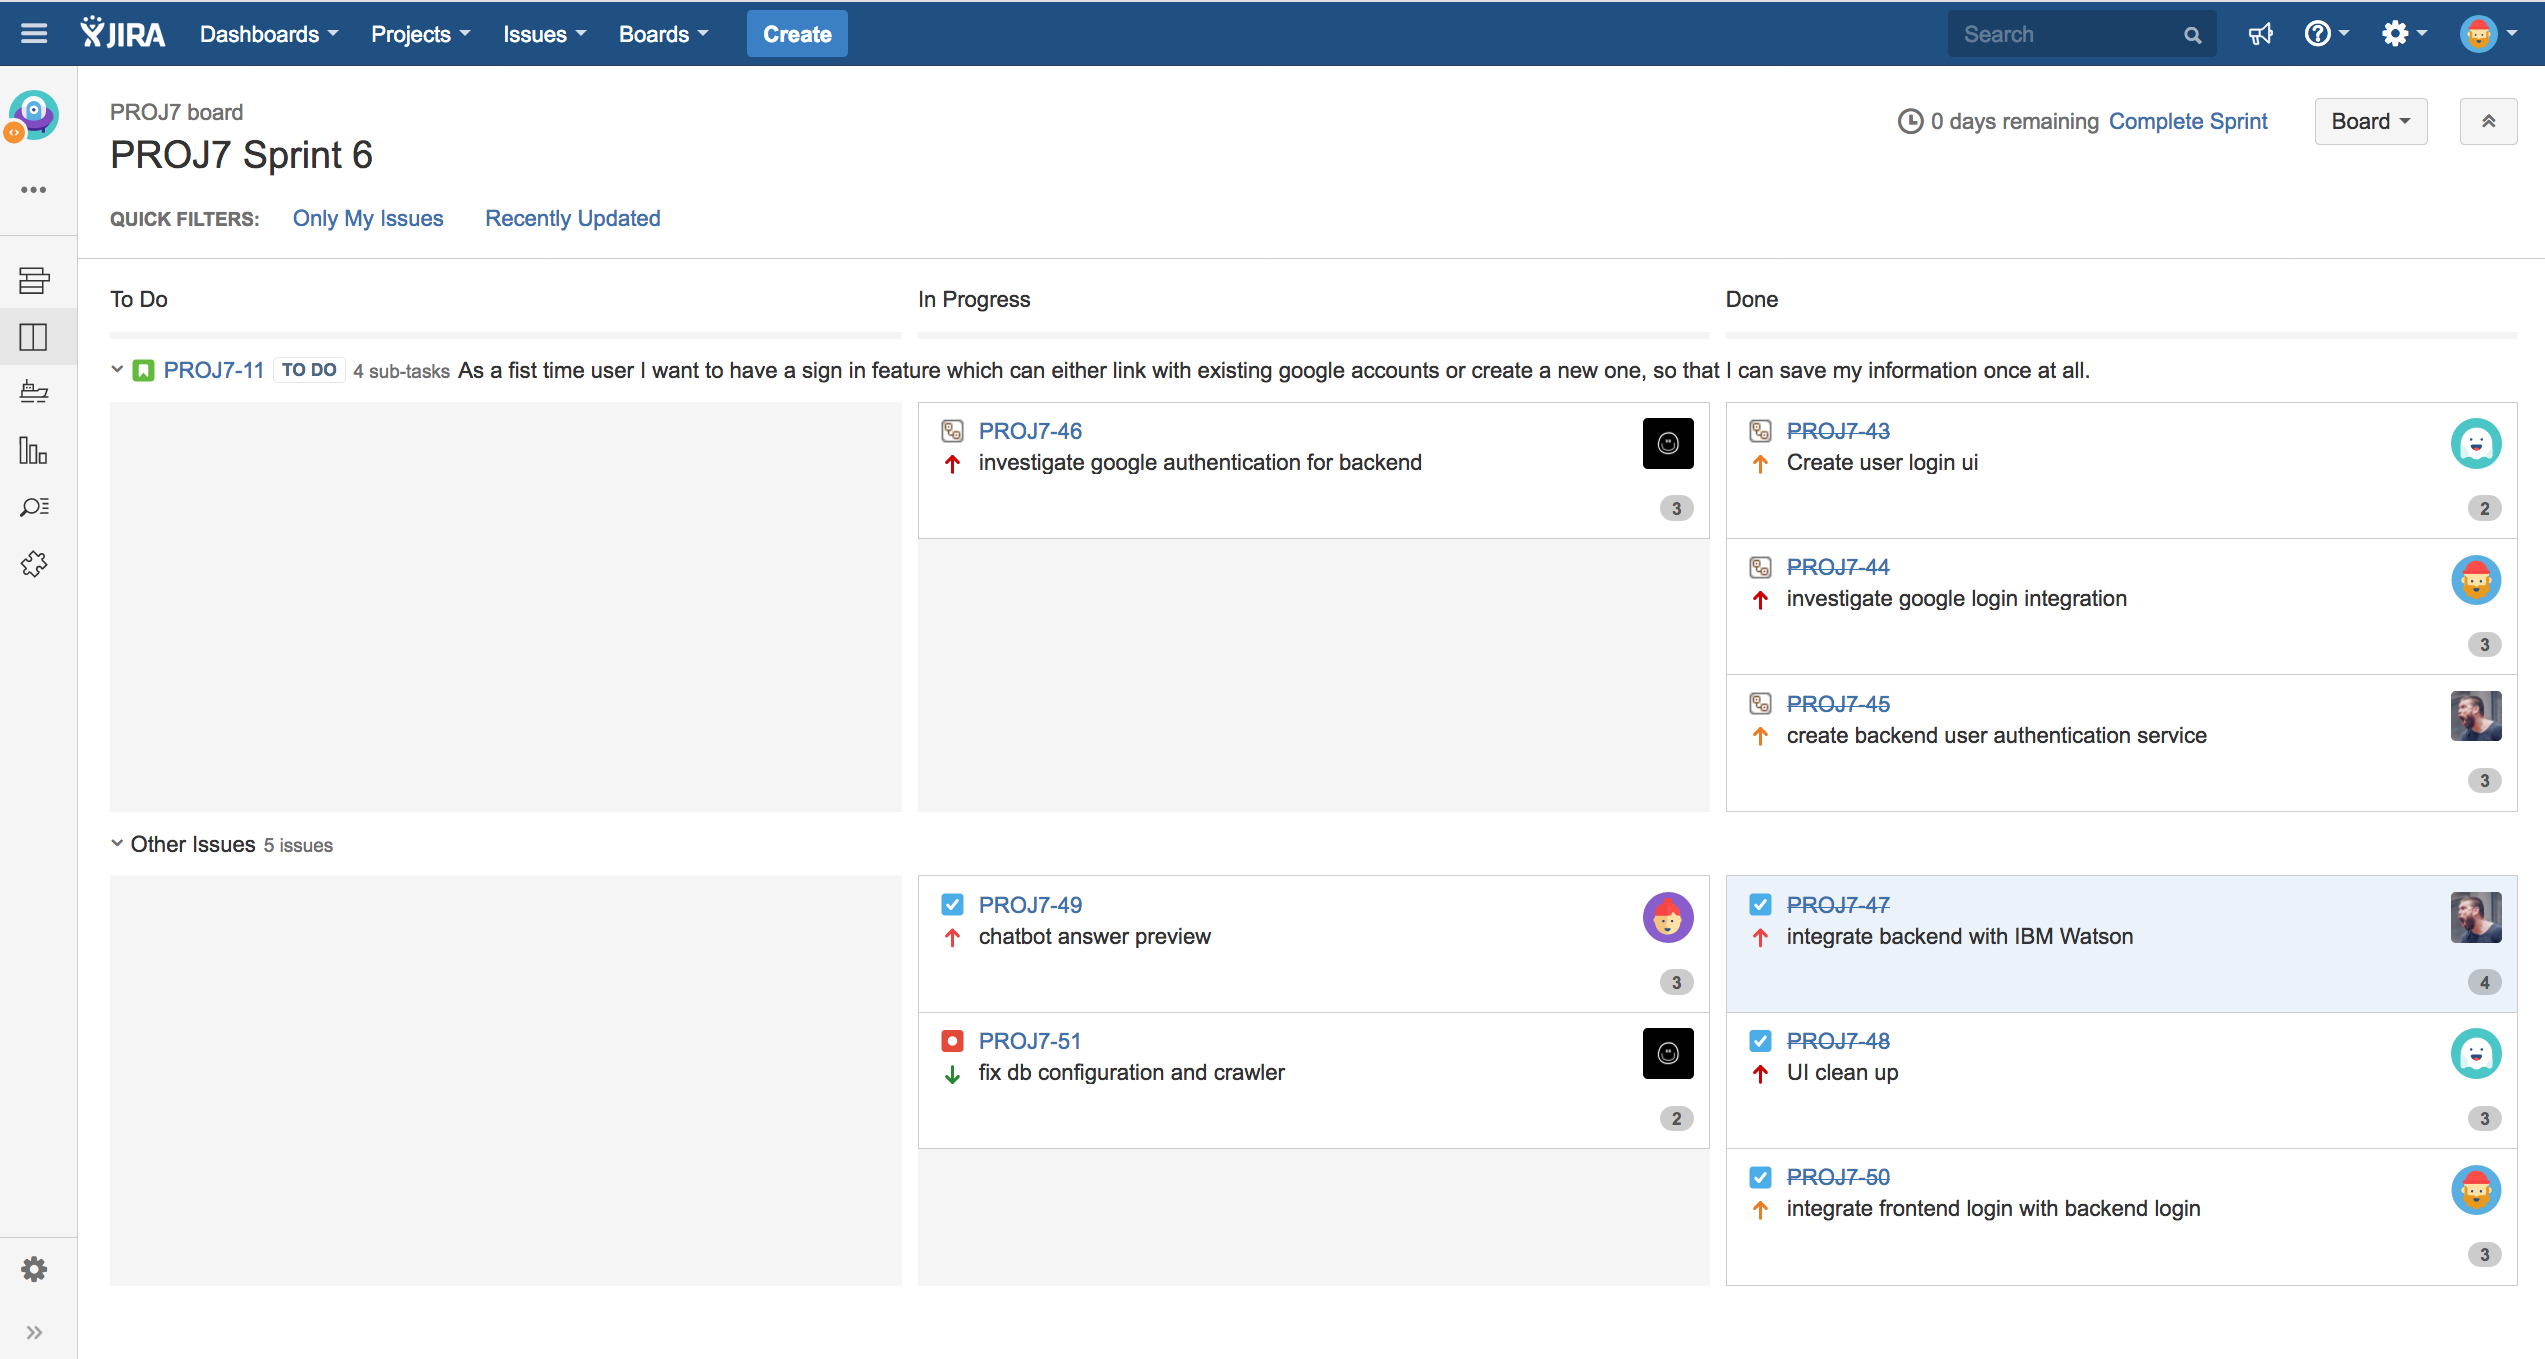 JIRA Dashboards Projects Issues Boards Create Search
PROJ7 board
PROJ7 Sprint 6
0 days remaining Complete Sprint Board
QUICK FILTERS: Only My Issues Recently Updated
To Do In Progress Done
PROJ7-11 TO DO 4 sub-tasks As a fist time user I want to have a sign in feature which can either link with existing google accounts or create a new one, so that I can save my information once at all.
PROJ7-46
investigate google authentication for backend
3
PROJ7-43
Create user login ui
2
PROJ7-44
investigate google login integration
3
PROJ7-45
create backend user authentication service
3
Other Issues 5 issues
PROJ7-49
chatbot answer preview
3
PROJ7-51
fix db configuration and crawler
2
PROJ7-47
integrate backend with IBM Watson
4
PROJ7-48
UI clean up
3
PROJ7-50
integrate frontend login with backend login
3